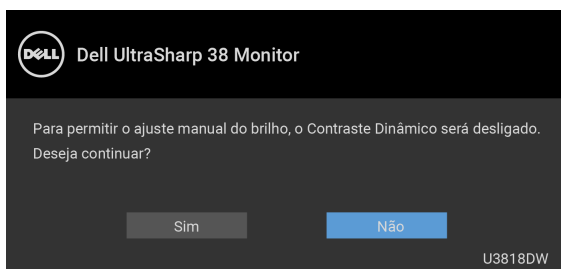 DELL
Dell UltraSharp 38 Monitor
Para permitir o ajuste manual do brilho, o Contraste Dinâmico será desligado.
Deseja continuar?
Sim
Não
U3818DW